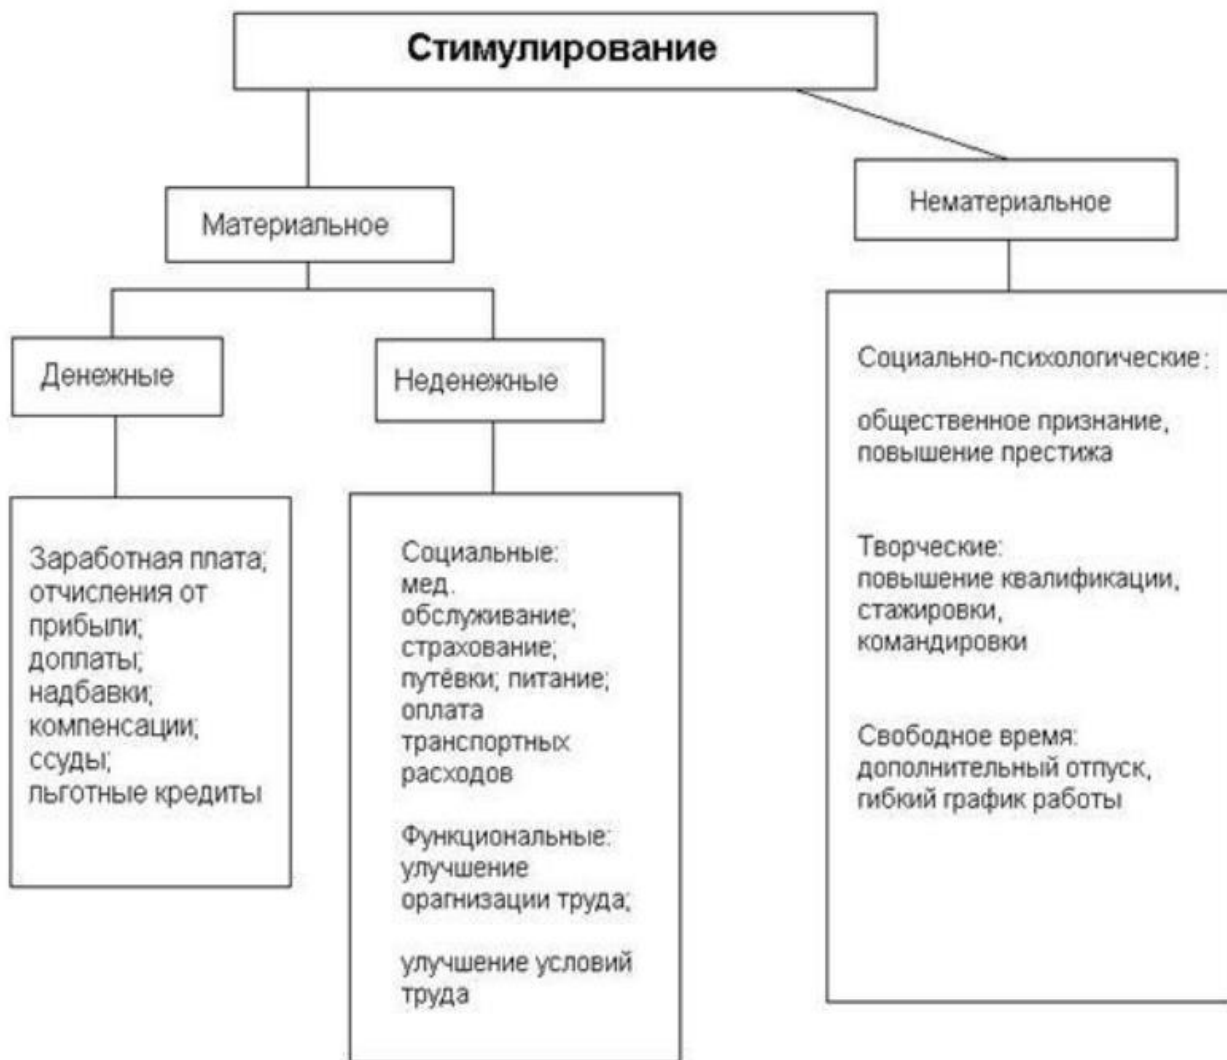 Стимулирование
Материальное
Нематериальное
Денежные
Неденежные
Заработная плата;
отчисления от
прибыли;
доплаты;
надбавки;
компенсации;
ссуды;
льготные кредиты
Социальные:
мед.
обслуживание;
страхование;
путёвки; питание;
оплата
транспортных
расходов
Функциональные:
улучшение
орагнизации труда;
улучшение условий
труда
Социально-психологические:
общественное признание,
повышение престижа
Творческие:
повышение квалификации,
стажировки,
командировки
Свободное время:
дополнительный отпуск,
гибкий график работы